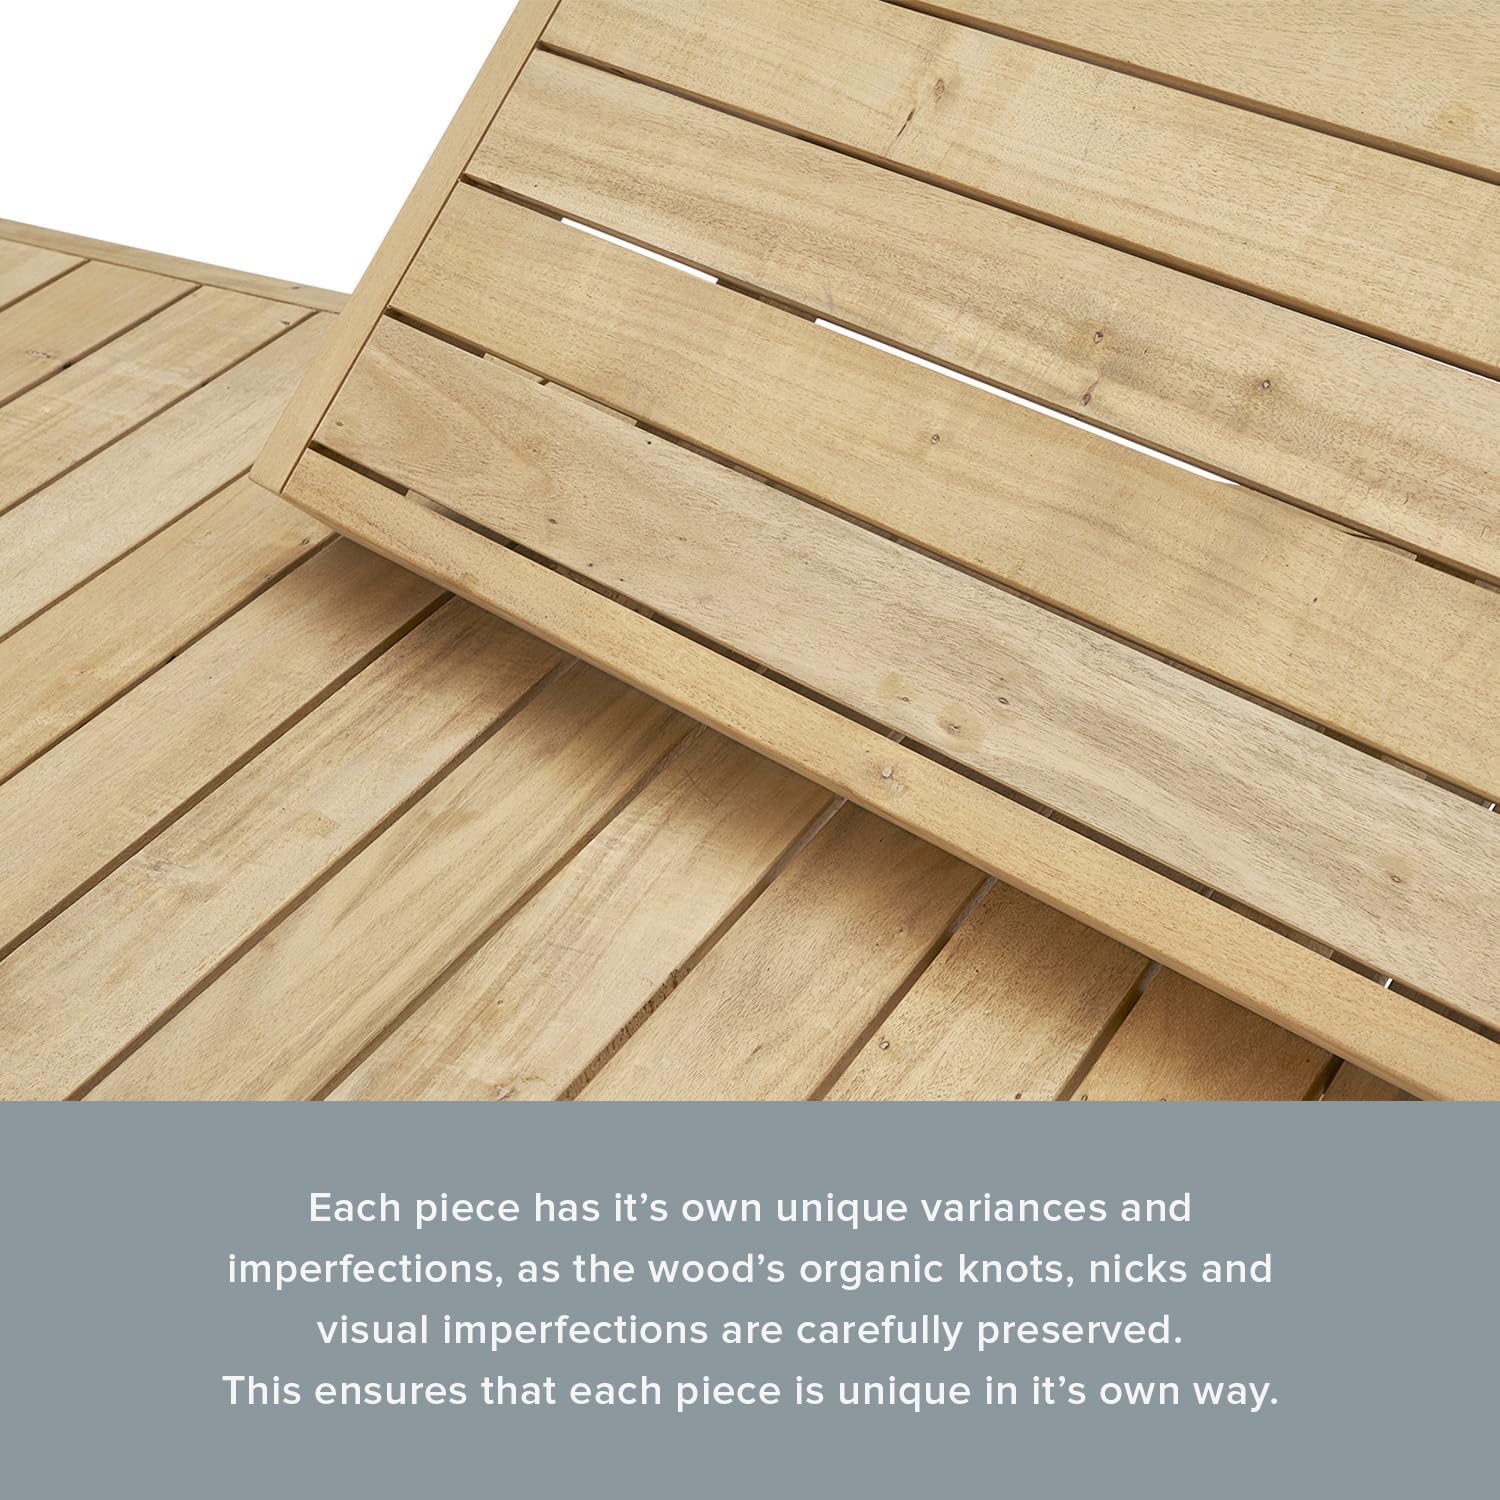 Each piece has it’s own unique variances and
imperfections, as the wood’s organic knots, nicks and
visual imperfections are carefully preserved.
This ensures that each piece is unique in it’s own way.